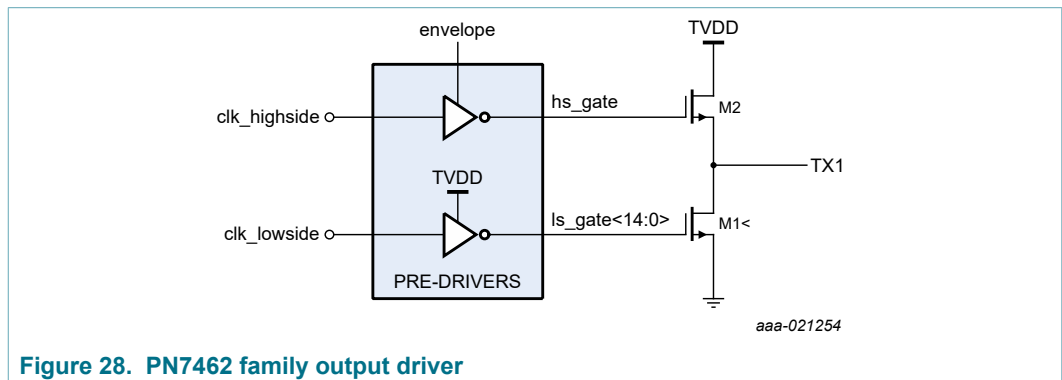 envelope
TVDD
clk_highside
hs_gate
M2
TX1
TVDD
clk_lowside
ls_gate<14:0>
M1<
PRE-DRIVERS
aaa-021254
Figure 28. PN7462 family output driver